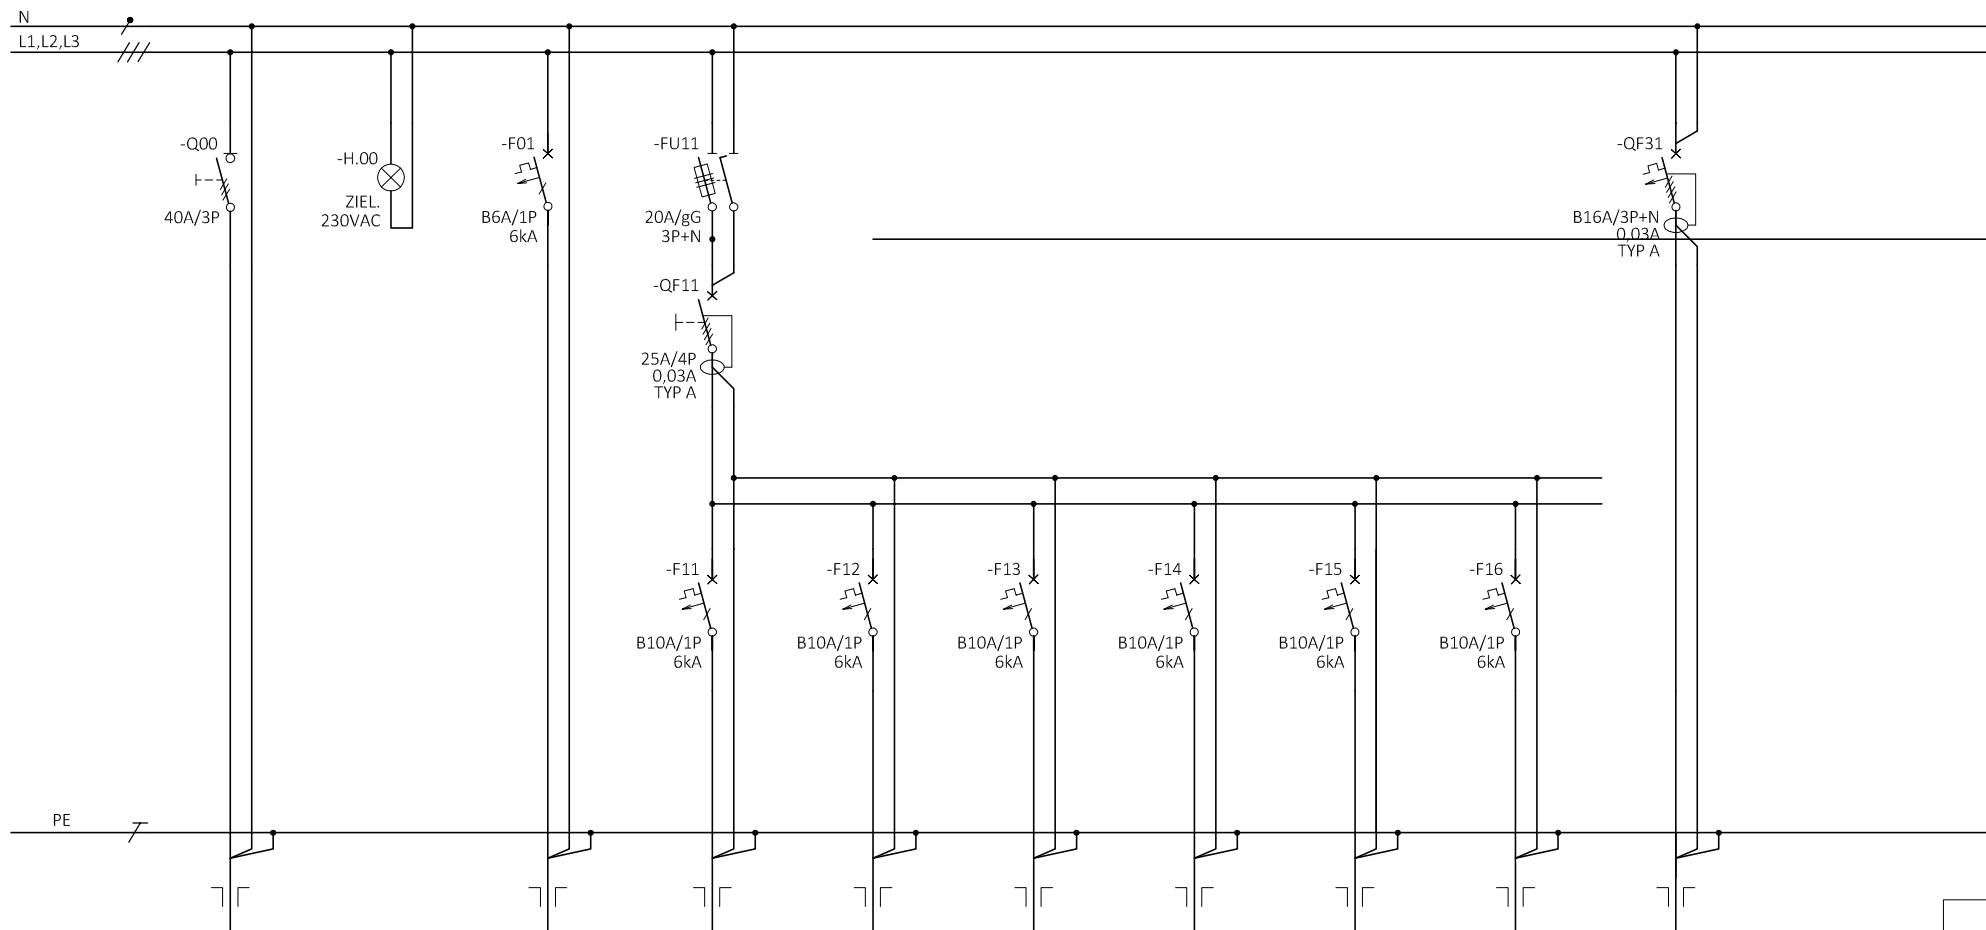 N
L1,L2,L3
-Q00
40A/3P
-H.00
ZIEL.
230VAC
-F01
B6A/1P
6kA
-FU11
20A/gG
3P+N
-QF11
25A/4P
0,03A
TYP A
-QF31
B16A/3P+N
0,03A
TYP A
-F11
B10A/1P
6kA
-F12
B10A/1P
6kA
-F13
B10A/1P
6kA
-F14
B10A/1P
6kA
-F15
B10A/1P
6kA
-F16
B10A/1P
6kA
PE